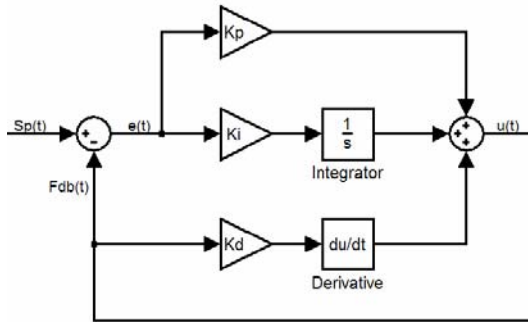 Kp
Sp(t)
+
-
e(t)
Ki
1
s
Integrator
+
+
+
u(t)
Fdb(t)
Kd
du/dt
Derivative